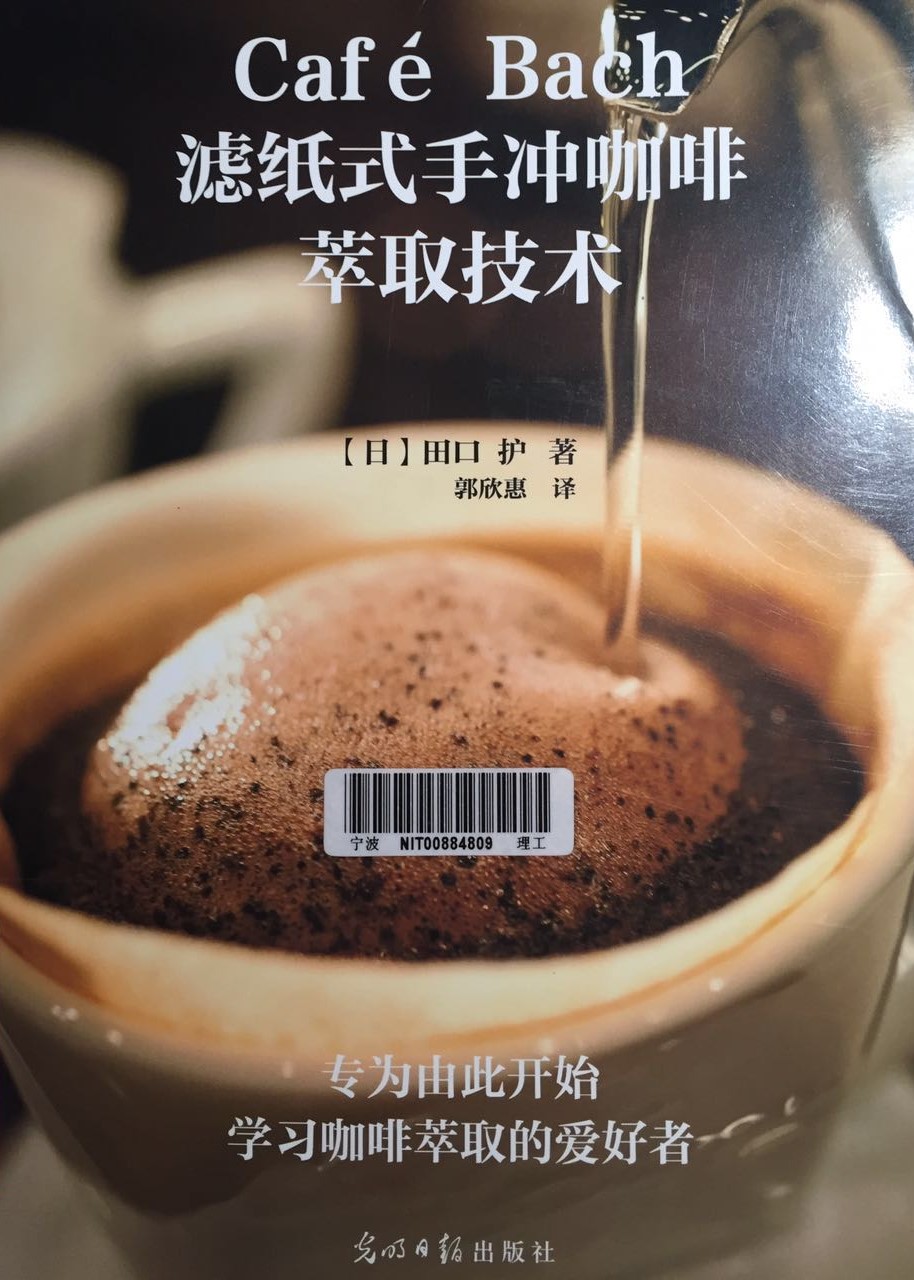 Café Bach
滤纸式手冲咖啡
萃取技术
【日】田口 护 著
郭欣惠 译
宁波 NIT00884809 理工
专为由此开始
学习咖啡萃取的爱好者
光明日报出版社